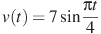 v(t) = 7 sin πt/4